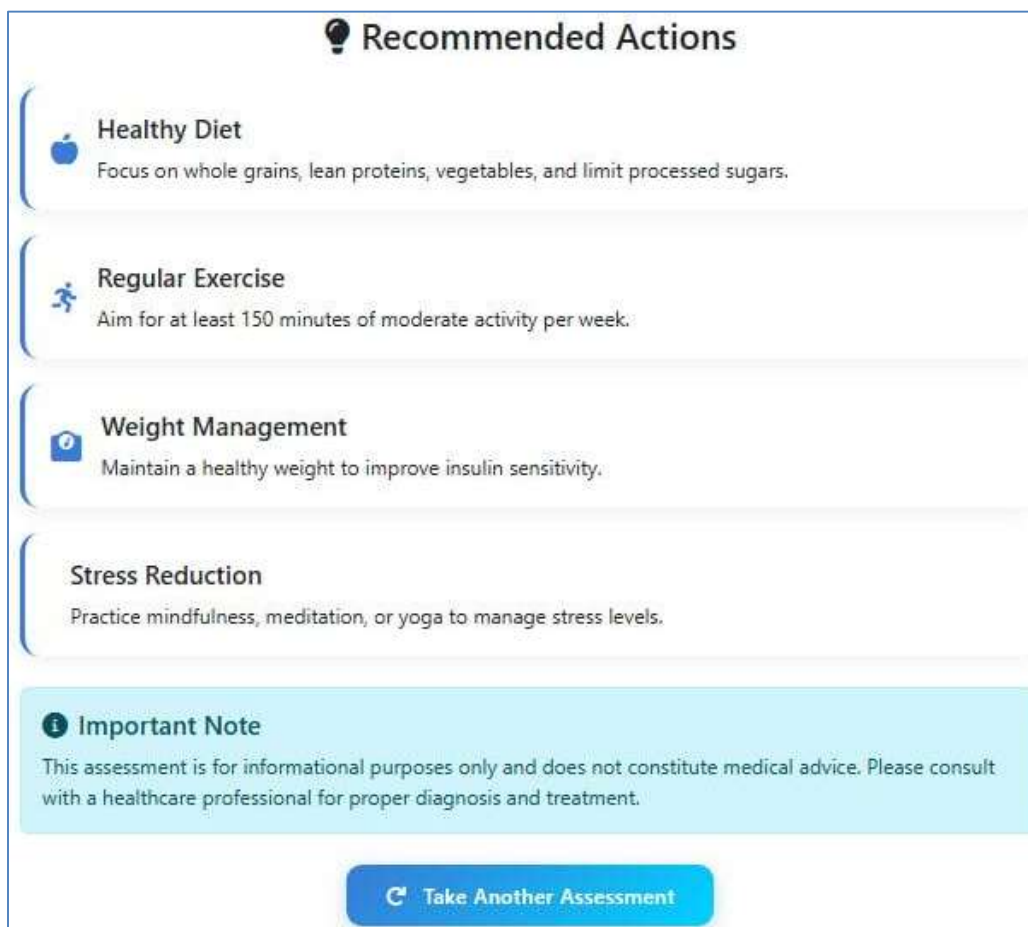 Recommended Actions
Healthy Diet
Focus on whole grains, lean proteins, vegetables, and limit processed sugars.
Regular Exercise
Aim for at least 150 minutes of moderate activity per week.
Weight Management
Maintain a healthy weight to improve insulin sensitivity.
Stress Reduction
Practice mindfulness, meditation, or yoga to manage stress levels.
Important Note
This assessment is for informational purposes only and does not constitute medical advice. Please consult
with a healthcare professional for proper diagnosis and treatment.
Take Another Assessment